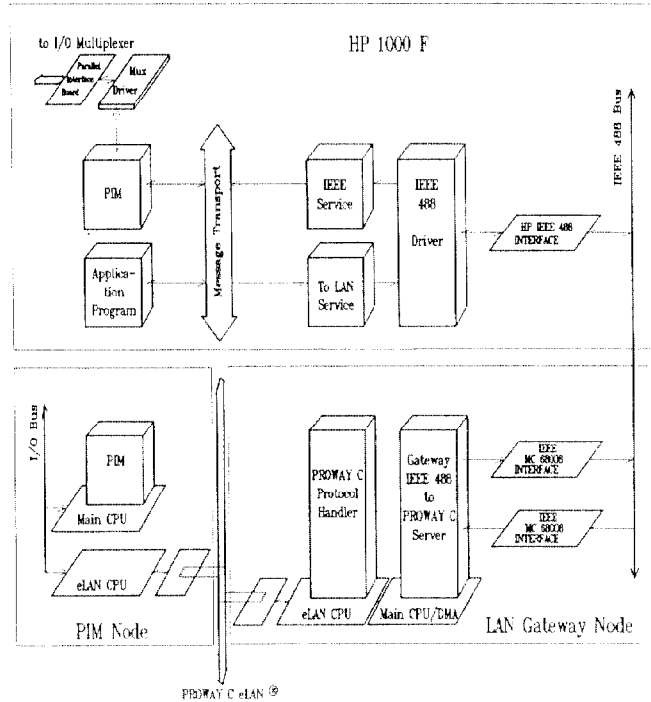 to I/O Multiplexer
HP 1000 F
Parallel
Interface
Board
Mux
Driver
IEEE 488 Bus
PIM
Message Transport
IEEE
Service
IEEE
488
Driver
HP IEEE 488
INTERFACE
Applica-
tion
Program
To LAN
Service
I/O Bus
PIM
Main CPU
eLAN CPU
PIM Node
PROWAY C
Protocol
Handler
Gateway
IEEE 488
to
PROWAY C
Server
IEEE
MC 68008
INTERFACE
IEEE
MC 68008
INTERFACE
eLAN CPU
Main CPU/DMA
LAN Gateway Node
PROWAY C eLAN ®